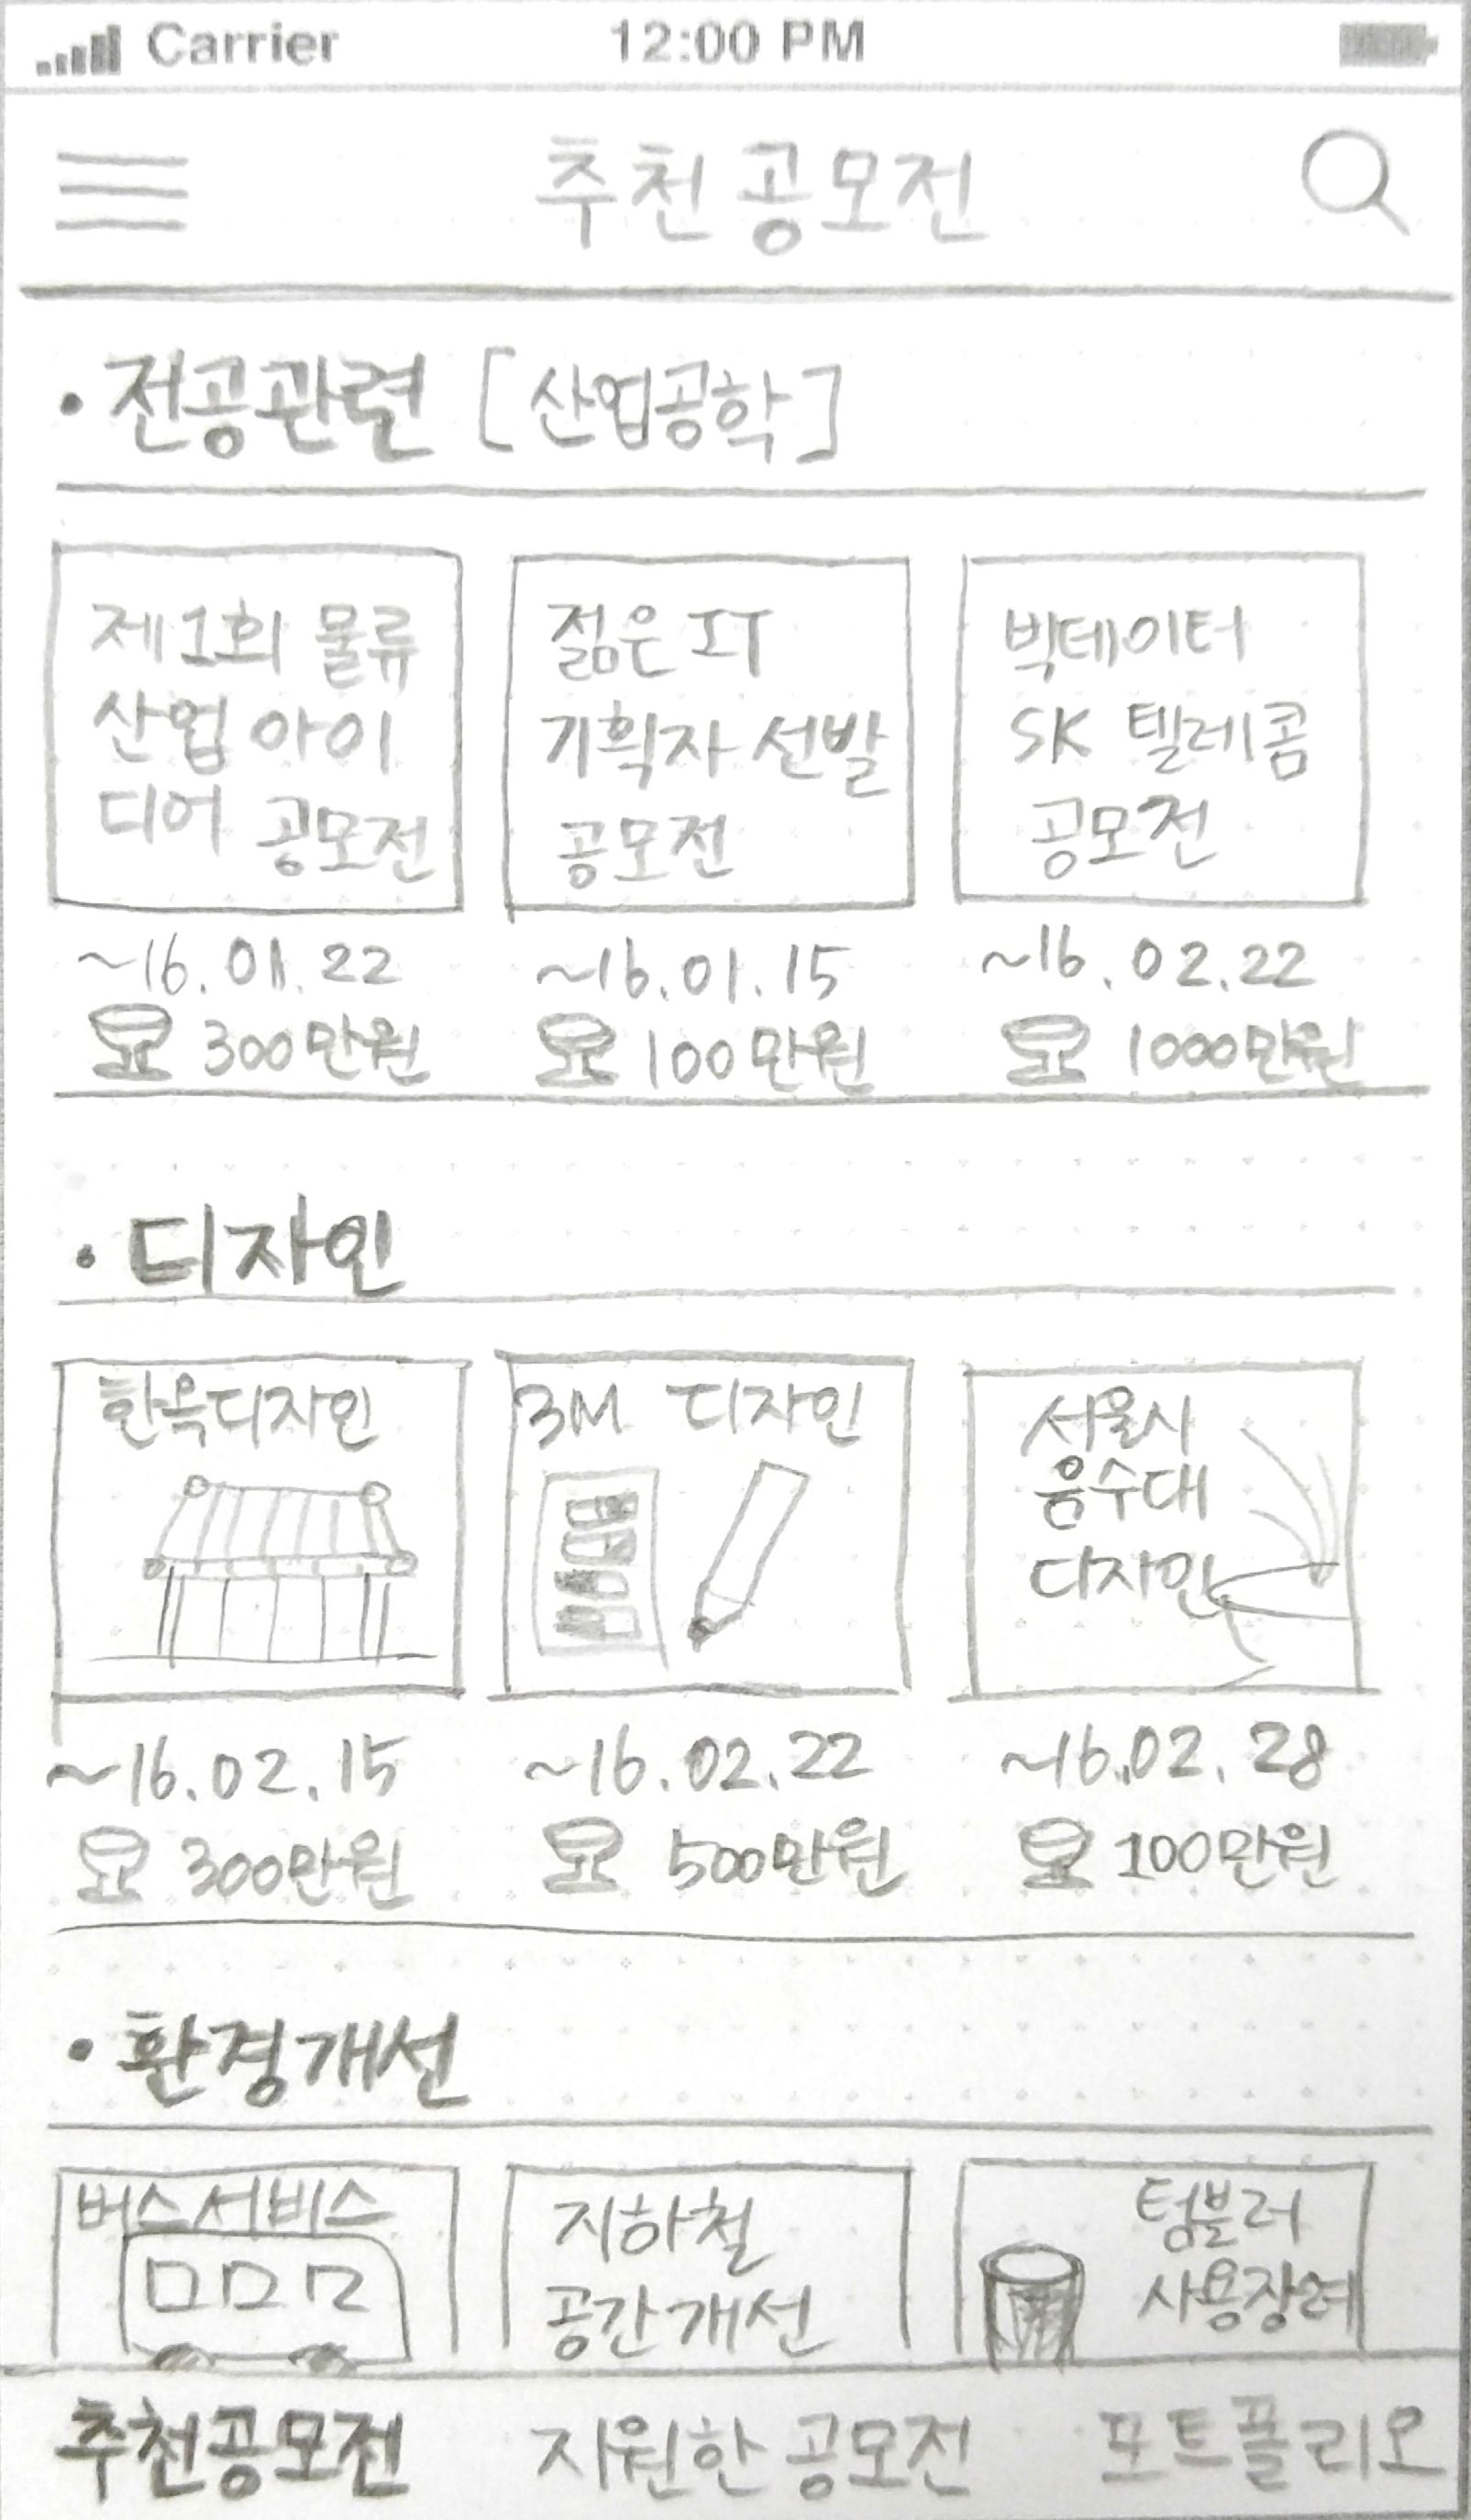 Carrier 12:00 PM
추천 공모전
· 전공관련 [산업공학]
제1회 물류
산업 아이
디어 공모전
젊은 IT
기획자 선발
공모전
빅데이터
SK 텔레콤
공모전
~16.01.22
~16.01.15
~16.02.22
300만원
100만원
1000만원
· 디자인
한옥디자인
3M 디자인
서울시
음수대
디자인
~16.02.15
~16.02.22
~16.02.28
300만원
500만원
100만원
· 환경개선
버스서비스
지하철
공간개선
텀블러
사용장려
추천공모전 지원한 공모전 포트폴리오